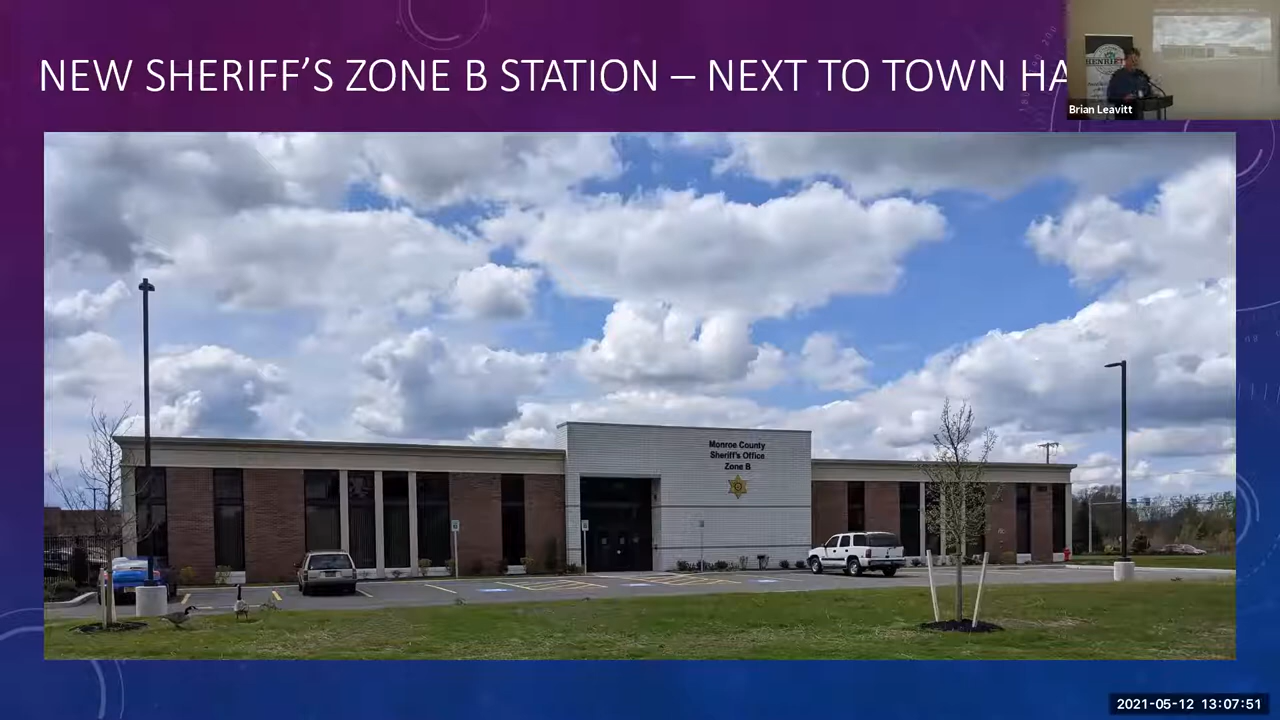 NEW SHERIFF'S ZONE B STATION – NEXT TO TOWN HA
HENRIET
Brian Leavitt
Monroe County
Sheriff's Office
Zone B
2021-05-12 13:07:51